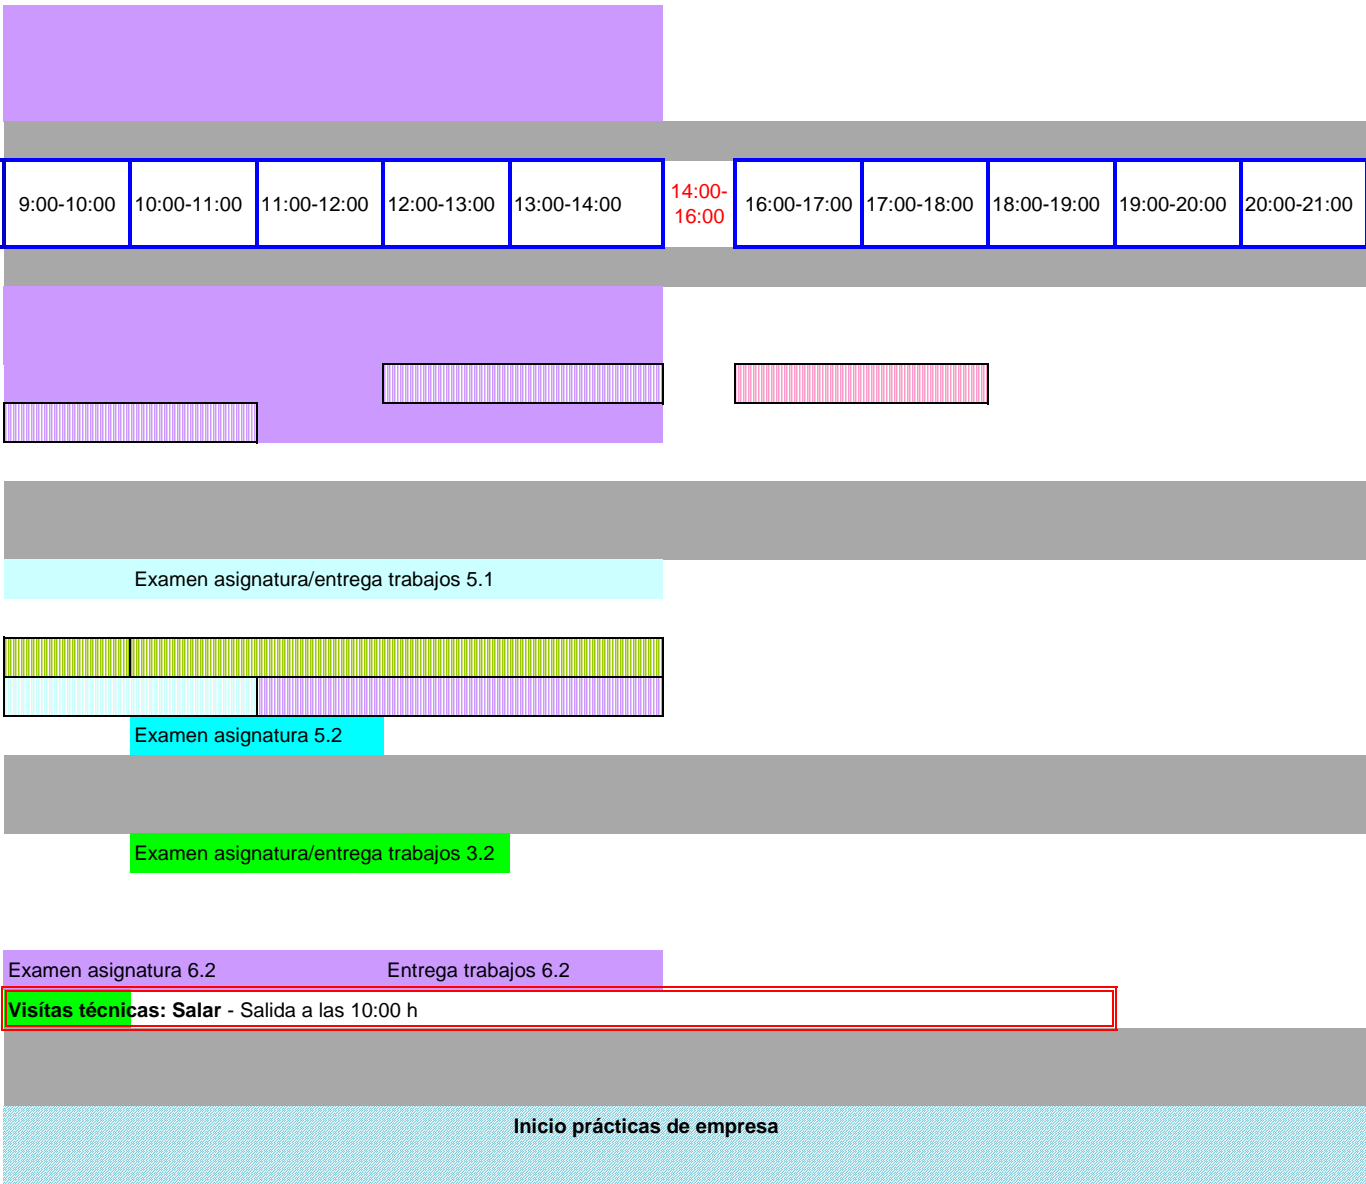 9:00-10:00 10:00-11:00 11:00-12:00 12:00-13:00 13:00-14:00 14:00-16:00 16:00-17:00 17:00-18:00 18:00-19:00 19:00-20:00 20:00-21:00
Examen asignatura/entrega trabajos 5.1
Examen asignatura 5.2
Examen asignatura/entrega trabajos 3.2
Examen asignatura 6.2 Entrega trabajos 6.2
Visítas técnicas: Salar - Salida a las 10:00 h
Inicio prácticas de empresa